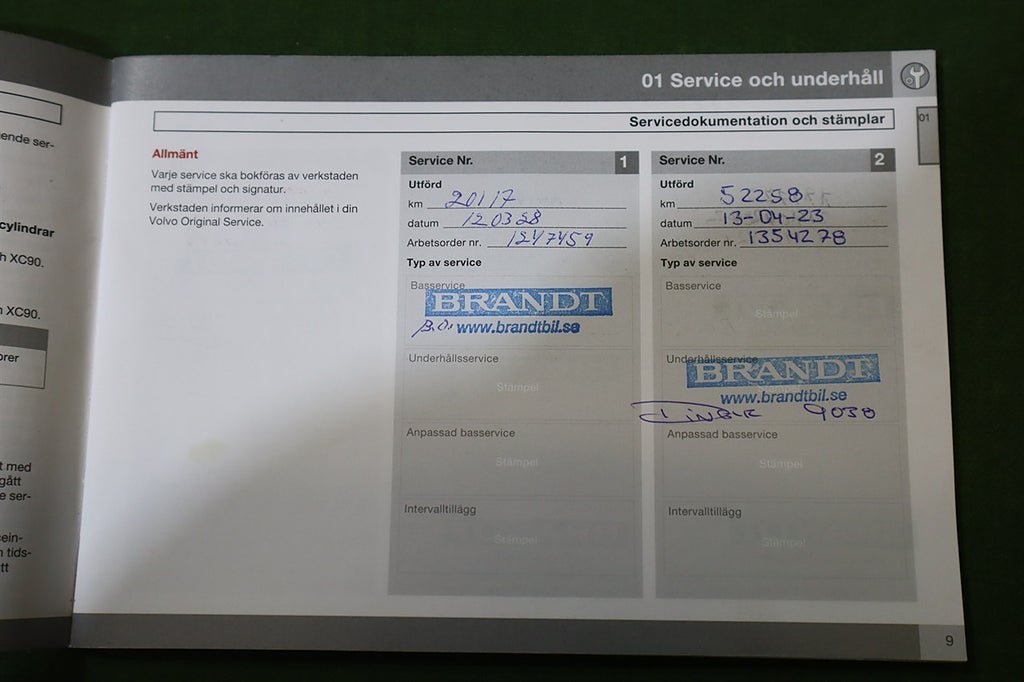 ende ser-
cylindrar
h XC90.
n XC90.
orer
t med
gått
e ser-
ein-
n tids-
tt
01 Service och underhåll
01
Servicedokumentation och stämplar
Allmänt
Varje service ska bokföras av verkstaden
med stämpel och signatur.
Verkstaden informerar om innehållet i din
Volvo Original Service.
Service Nr. 1
Utförd
km 20117
datum 120328
Arbetsorder nr. 1247459
Typ av service
Basservice
BRANDT
B.O. www.brandtbil.se
Underhållsservice
Stämpel
Anpassad basservice
Stämpel
Intervalltillägg
Stämpel
Service Nr. 2
Utförd
km 52258
datum 13-04-23
Arbetsorder nr. 1354278
Typ av service
Basservice
Stämpel
Underhållsservice
BRANDT
www.brandtbil.se
9038
Anpassad basservice
Stämpel
Intervalltillägg
Stämpel
9